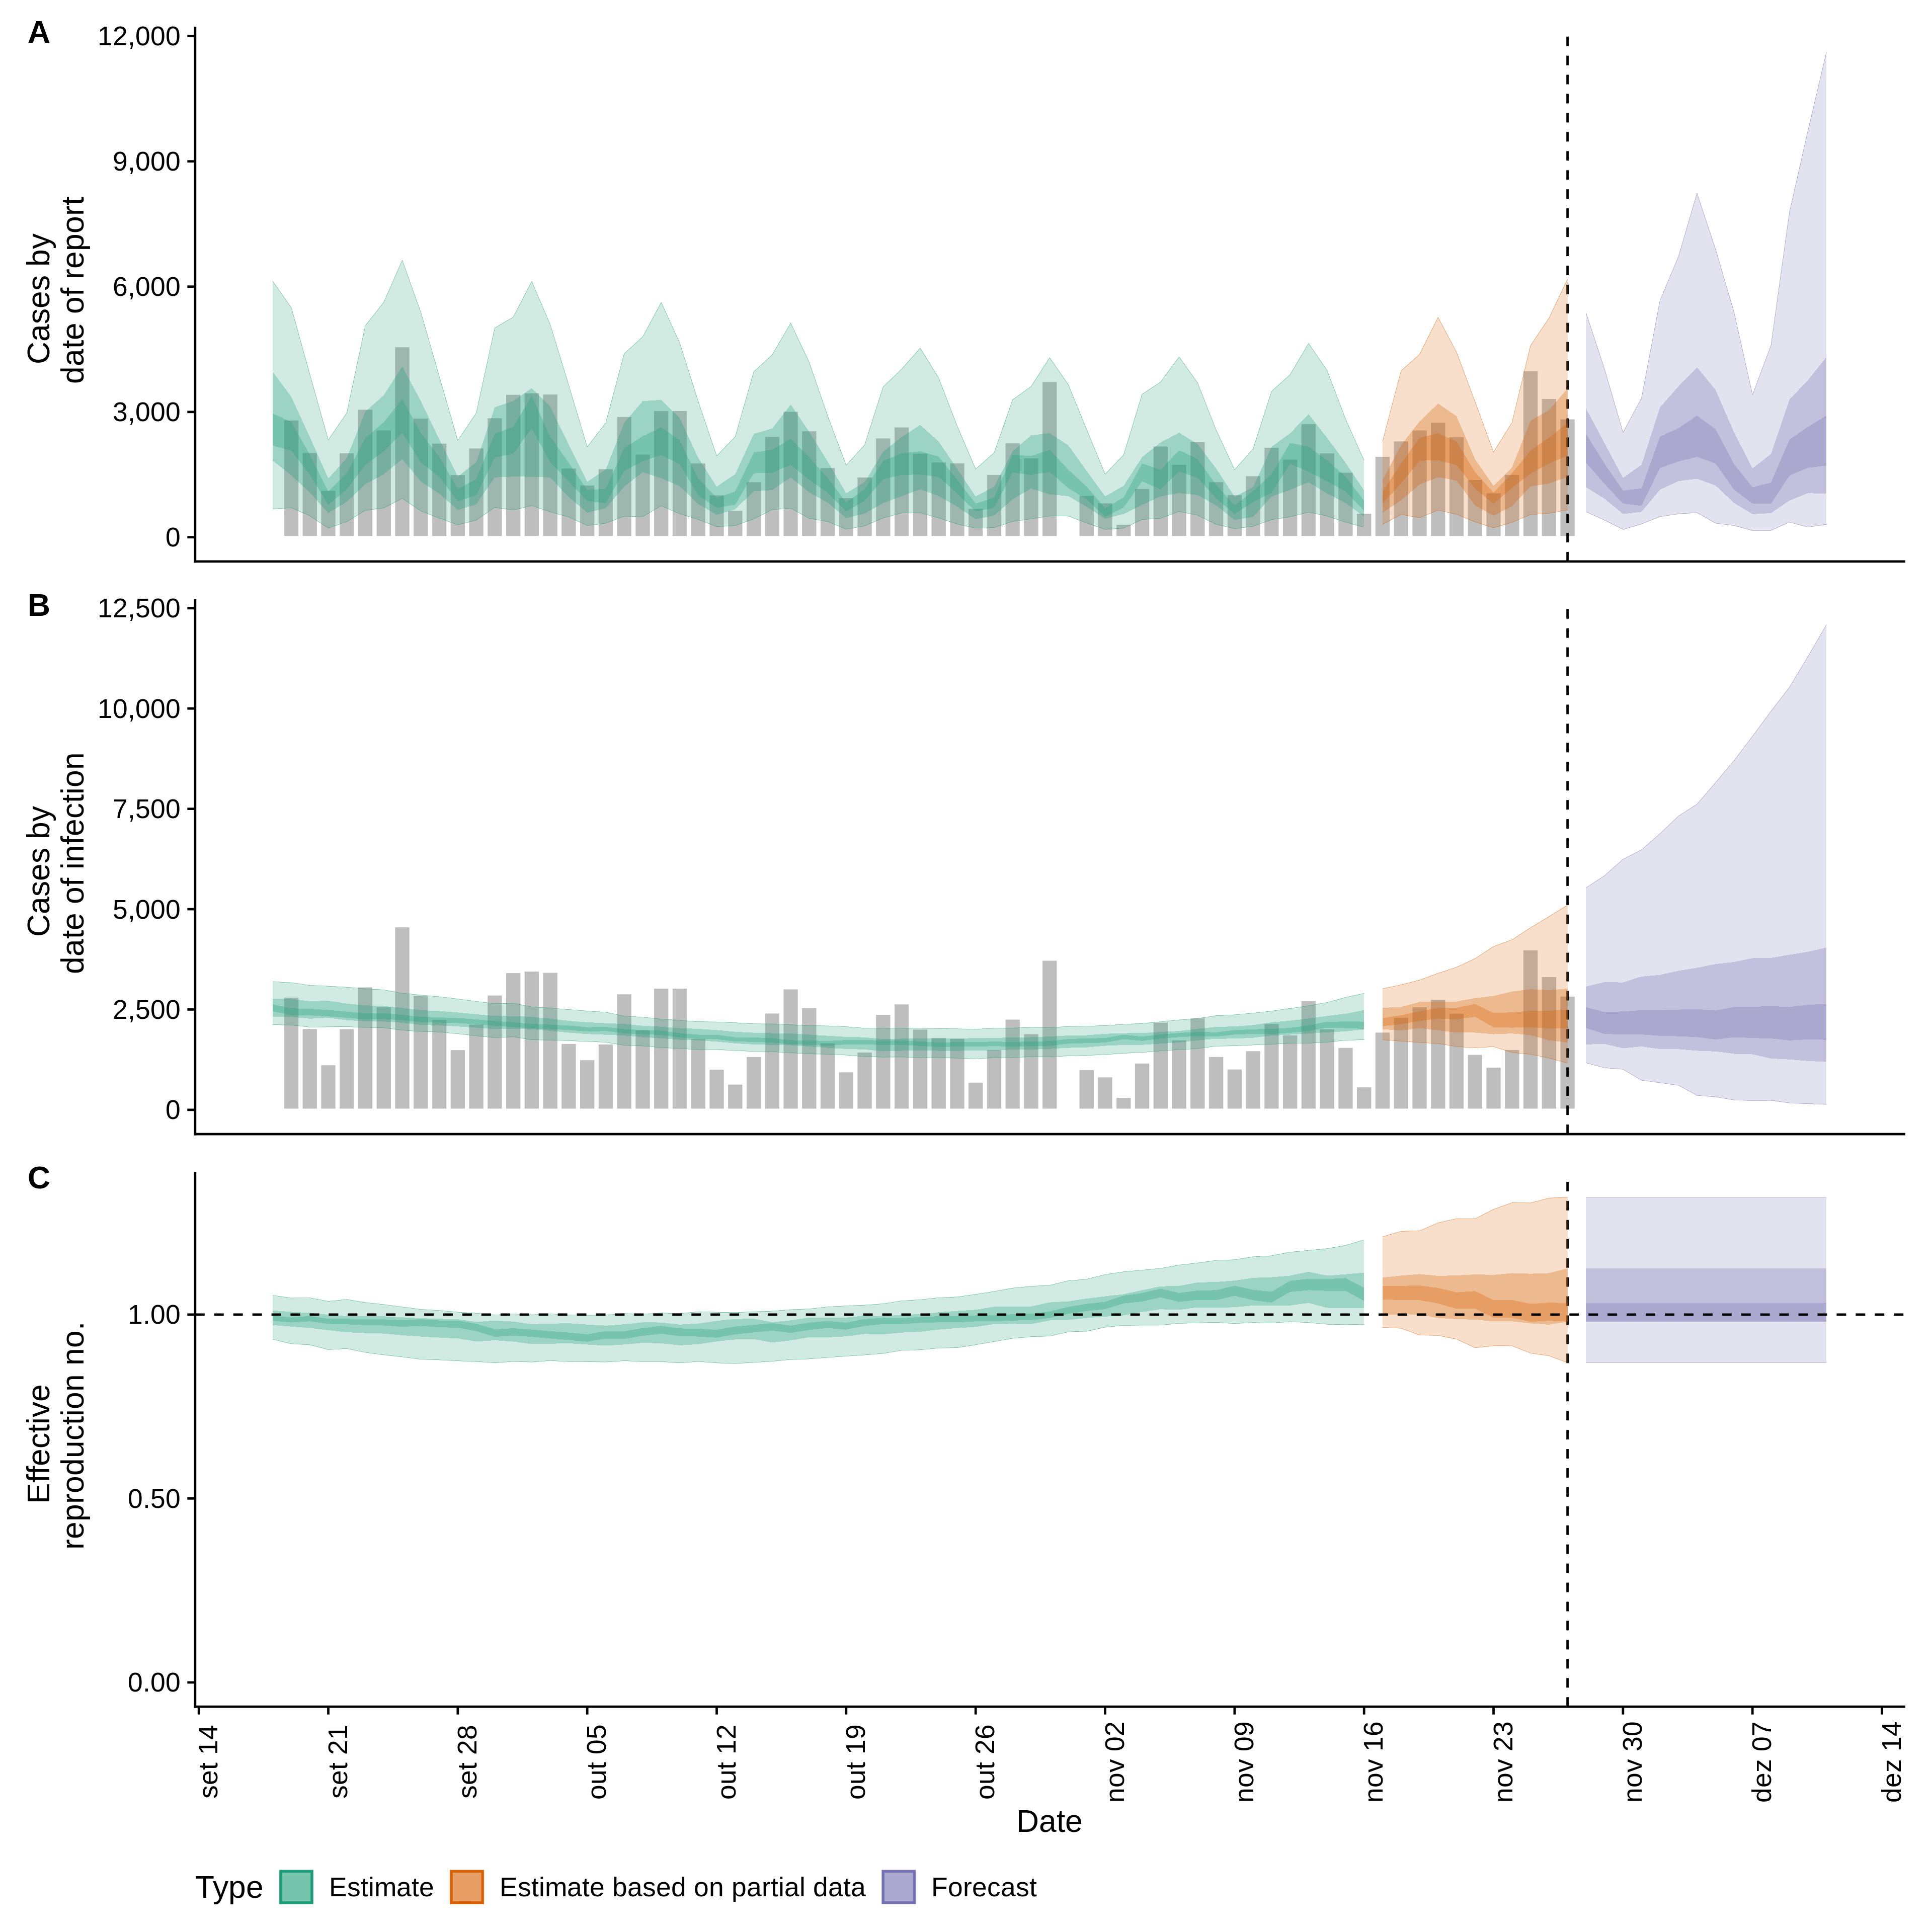 A
12,000
9,000
6,000
3,000
0
Cases by
date of report
B
12,500
10,000
7,500
5,000
2,500
0
Cases by
date of infection
C
1.00
0.50
0.00
Effective
reproduction no.
set 14
set 21
set 28
out 05
out 12
out 19
out 26
nov 02
nov 09
nov 16
nov 23
nov 30
dez 07
dez 14
Date
Type Estimate Estimate based on partial data Forecast